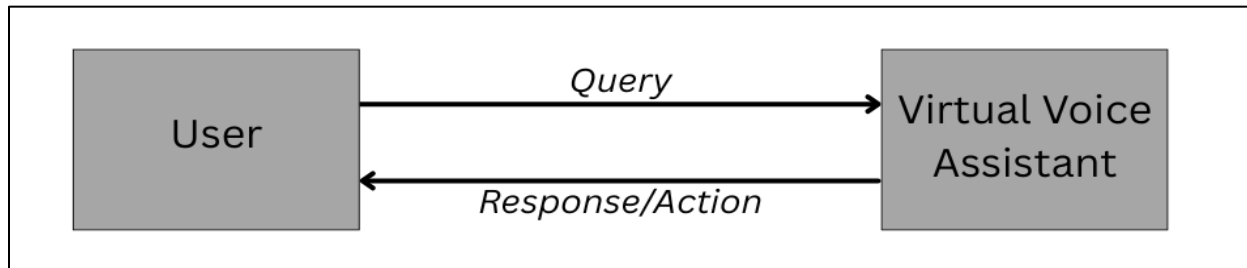 Query
User
Virtual Voice
Assistant
Response/Action